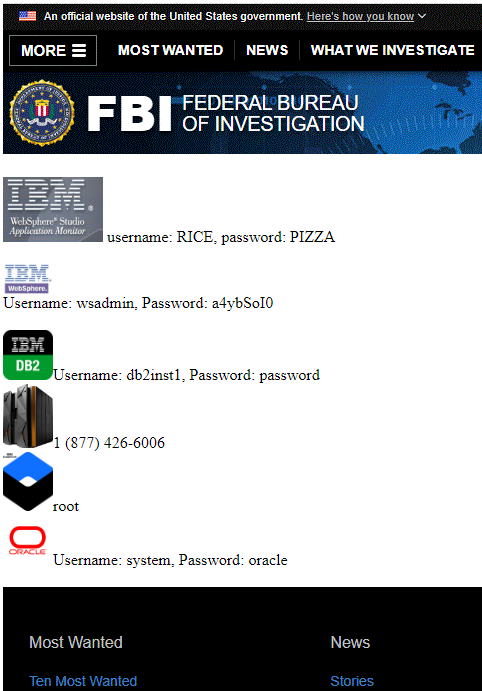 An official website of the United States government. Here's how you know
MORE MOST WANTED NEWS WHAT WE INVESTIGATE
FBI FEDERAL BUREAU
OF INVESTIGATION
IBM®
WebSphere® Studio
Application Monitor
username: RICE, password: PIZZA
IBM
WebSphere.
Username: wsadmin, Password: a4ybSoI0
IBM
DB2
Username: db2inst1, Password: password
1 (877) 426-6006
root
ORACLE
Username: system, Password: oracle
Most Wanted News
Ten Most Wanted Stories